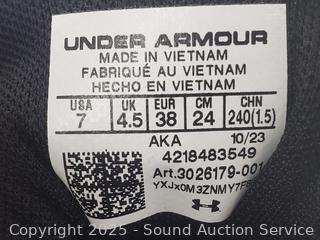 UNDER ARMOUR
MADE IN VIETNAM
FABRIQUÉ AU VIETNAM
HECHO EN VIETNAM
USA UK EUR CM CHN
7 4.5 38 24 240(1.5)
AKA 10/23
4218483549
Art.3026179-001
Copyright © 2025 - Sound Auction Service